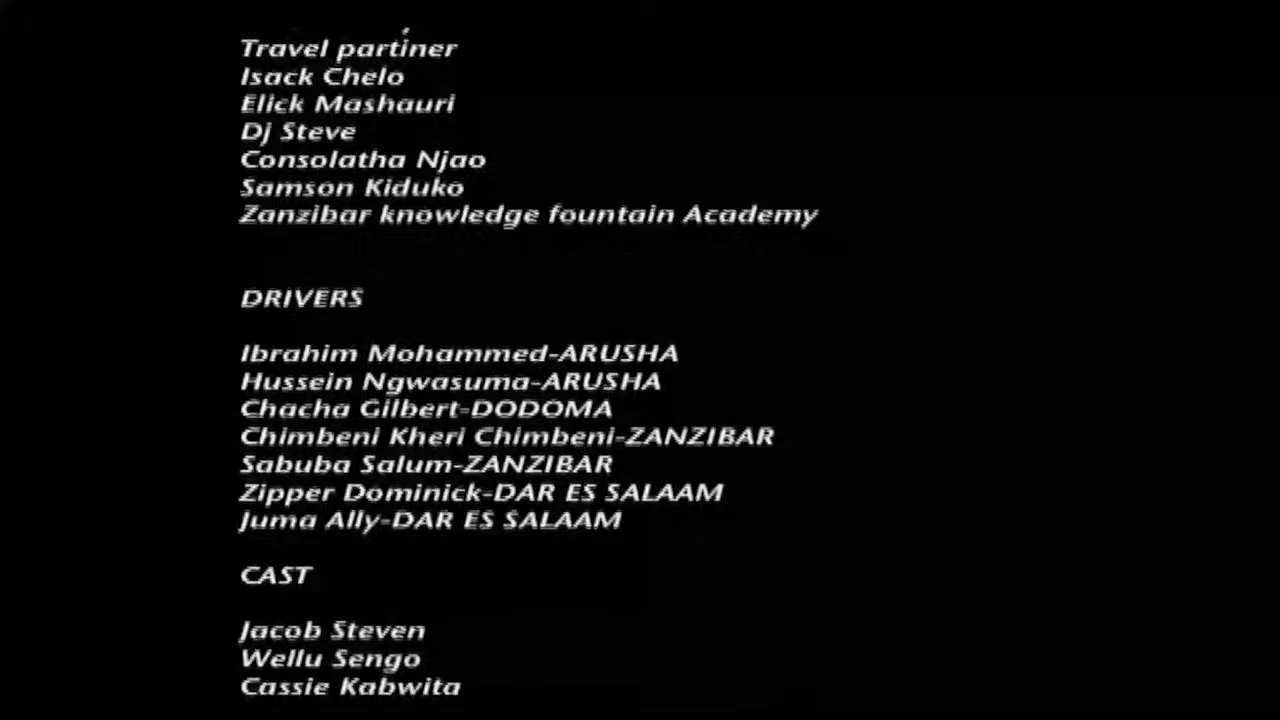 Travel partiner
Isack Chelo
Elick Mashauri
Dj Steve
Consolatha Njao
Samson Kiduko
Zanzibar knowledge fountain Academy
DRIVERS
Ibrahim Mohammed-ARUSHA
Hussein Ngwasuma-ARUSHA
Chacha Gilbert-DODOMA
Chimbeni Kheri Chimbeni-ZANZIBAR
Sabuba Salum-ZANZIBAR
Zipper Dominick-DAR ES SALAAM
Juma Ally-DAR ES SALAAM
CAST
Jacob Steven
Wellu Sengo
Cassie Kabwita